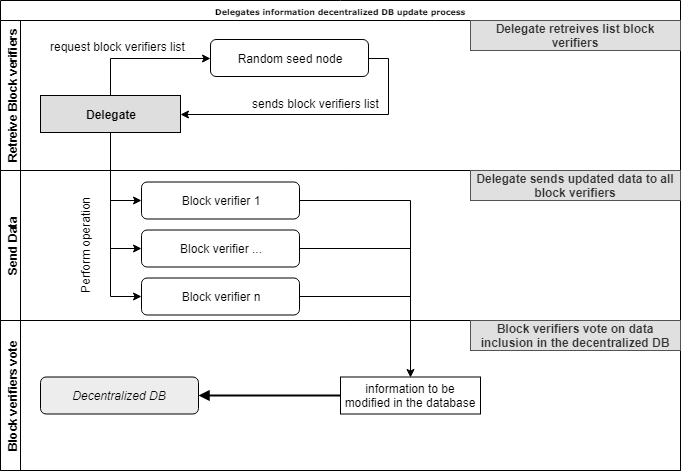 Delegates information decentralized DB update process
Retreive Block verifiers
Delegate retreives list block
verifiers
request block verifiers list
Random seed node
sends block verifiers list
Delegate
Send Data
Delegate sends updated data to all
block verifiers
Perform operation
Block verifier 1
Block verifier ...
Block verifier n
Block verifiers vote
Block verifiers vote on data
inclusion in the decentralized DB
Decentralized DB
information to be
modified in the database